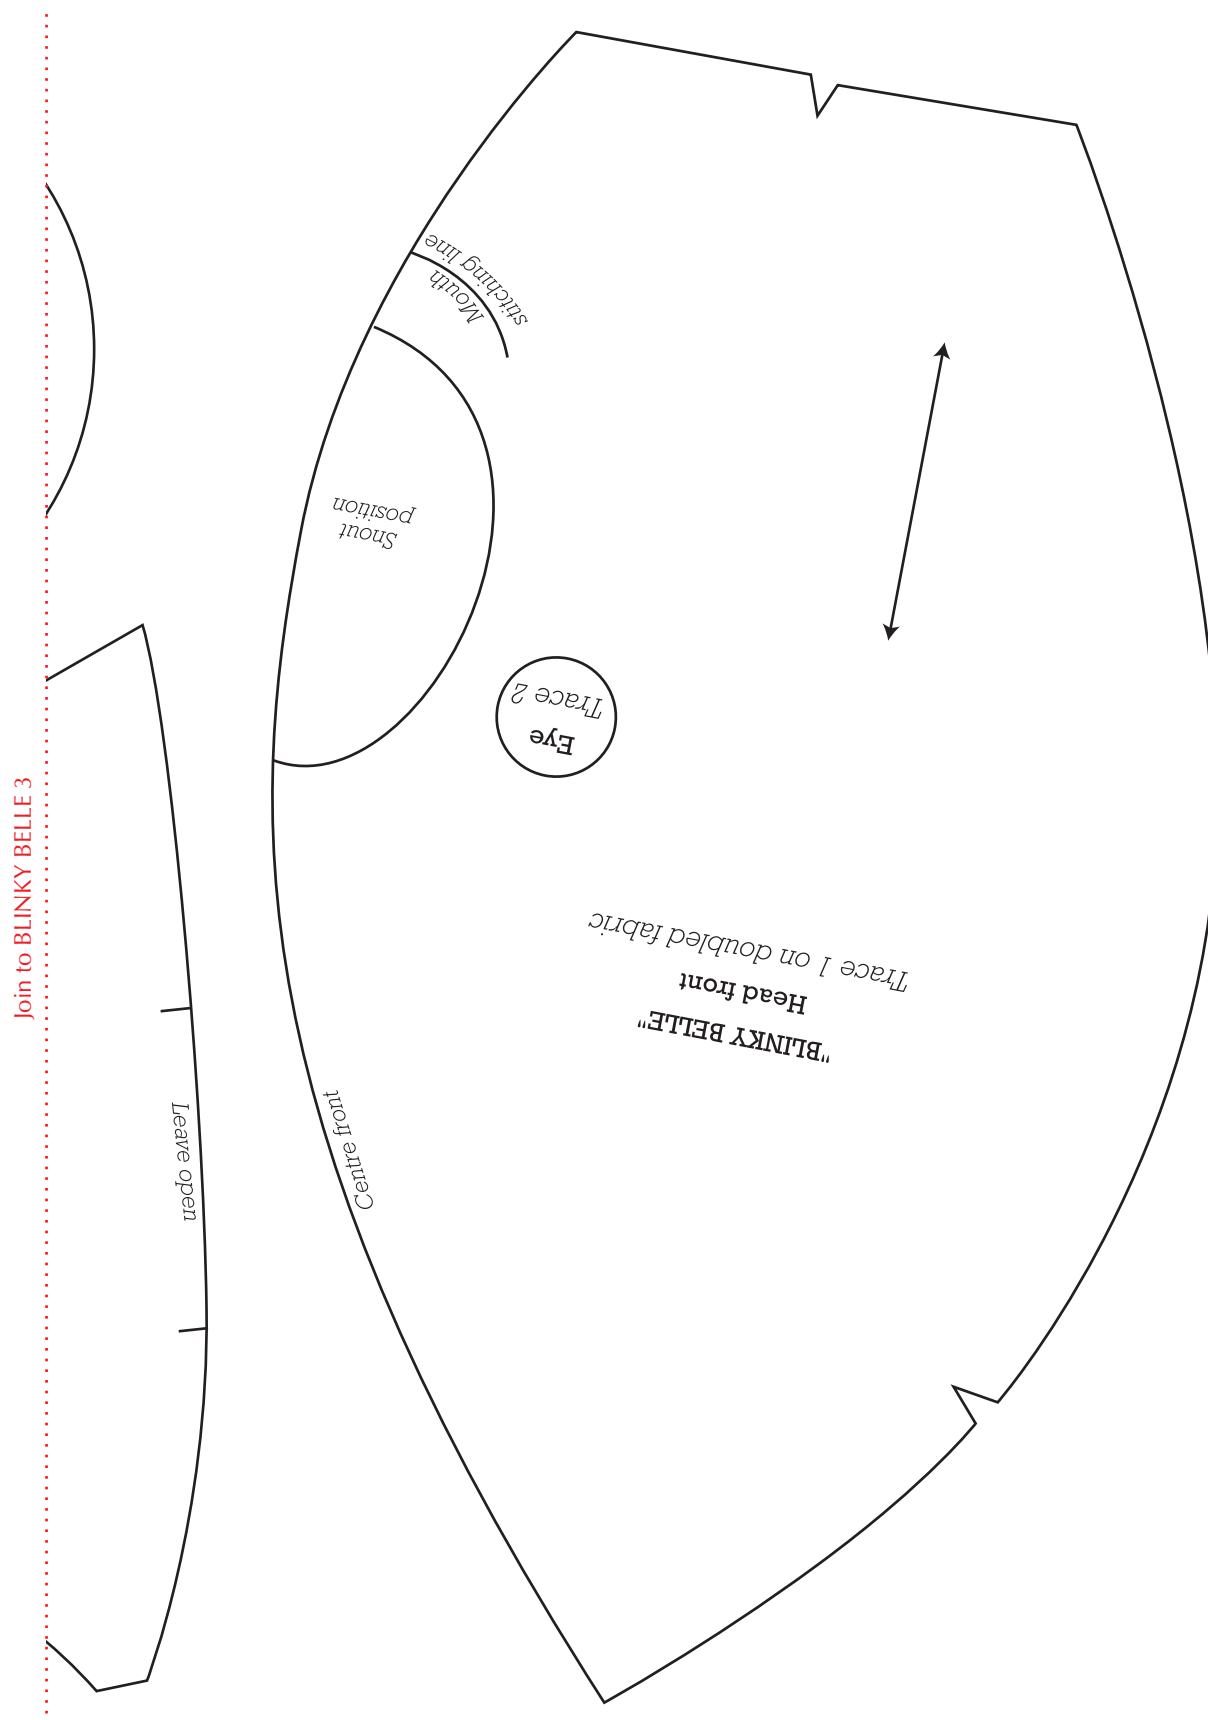 Join to BLINKY BELLE 3
Mouth
stitching line
Snout
position
Eye
Trace 2
"BLINKY BELLE"
Head front
Trace 1 on doubled fabric
Centre front
Leave open